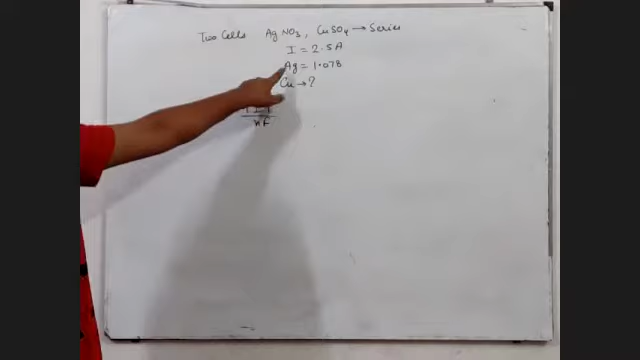 Two Cells AgNO3, CuSO4 → Series
I = 2.5A
Ag = 1.078
Cu → ?
nF